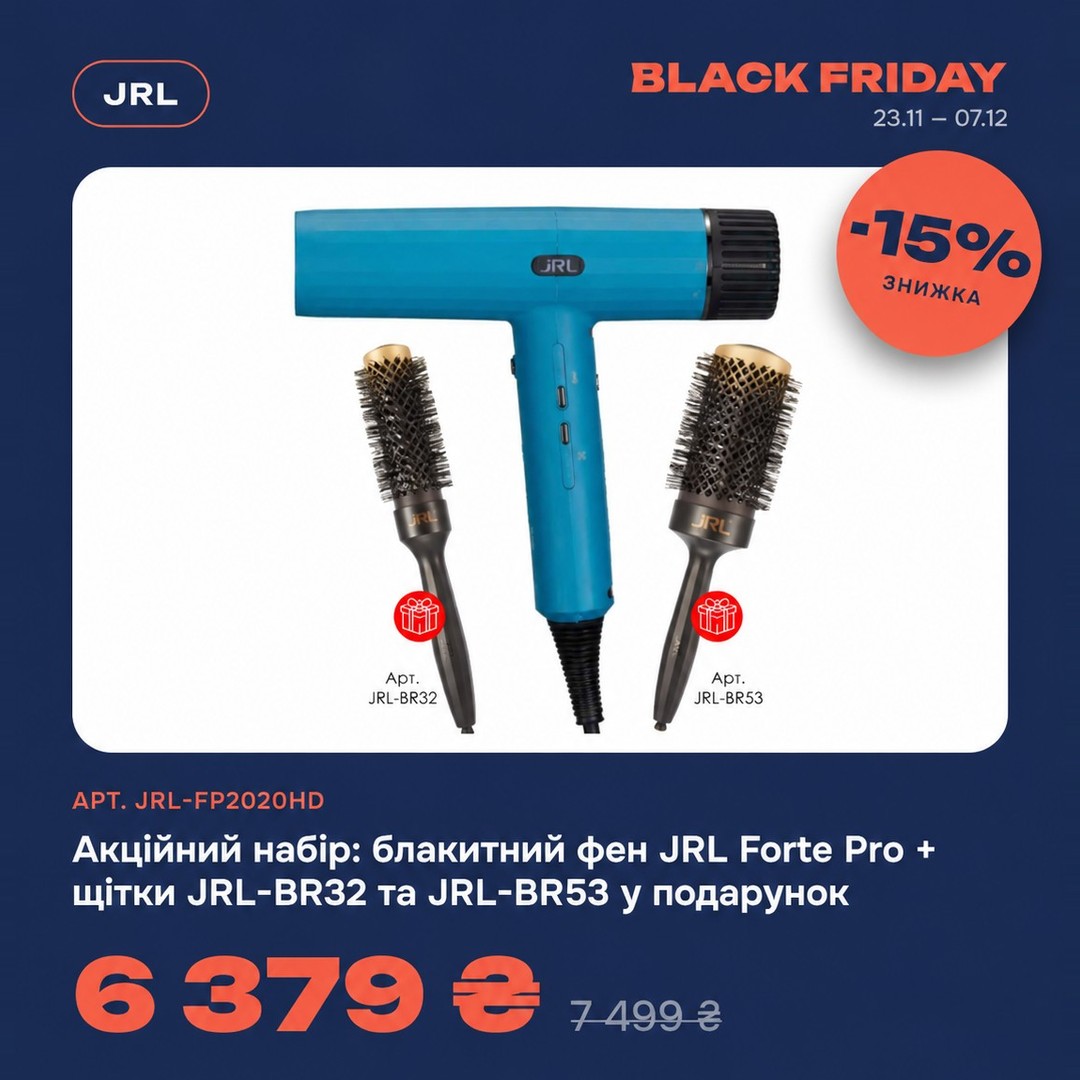 JRL
BLACK FRIDAY
23.11 – 07.12
-15%
ЗНИЖКА
JRL
JRL
JRL
Арт.
JRL-BR32
Арт.
JRL-BR53
АРТ. JRL-FP2020HD
Акційний набір: блакитний фен JRL Forte Pro +
щітки JRL-BR32 та JRL-BR53 у подарунок
6 379 ₴ 7 499 ₴